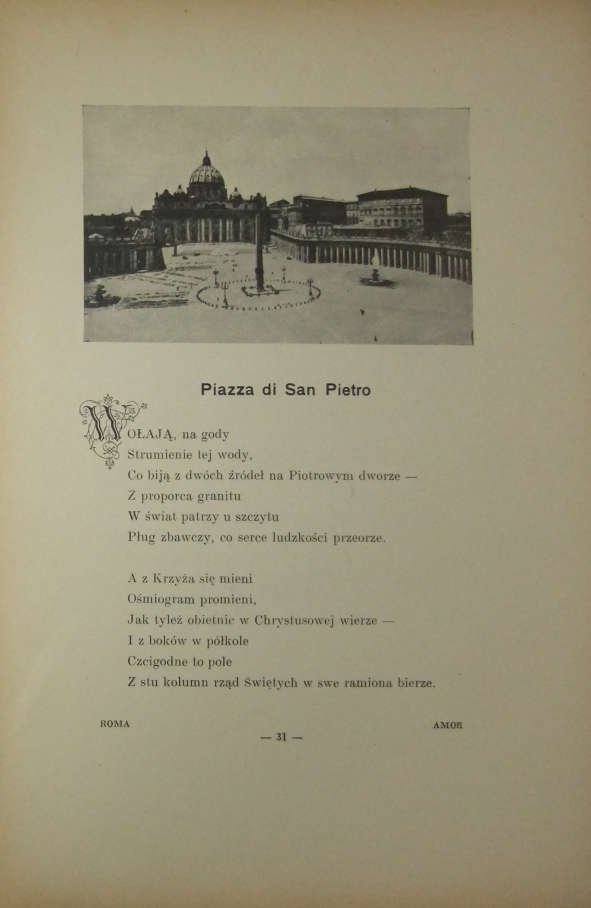 Piazza di San Pietro
WOŁAJĄ, na gody
Strumienie tej wody,
Co biją z dwóch źródeł na Piotrowym dworze —
Z proporca granitu
W świat patrzy u szczytu
Pług zbawczy, co serce ludzkości przeorze.
A z Krzyża się mieni
Ośmiogram promieni,
Jak tyleż obietnic w Chrystusowej wierze —
I z boków w półkole
Czcigodne to pole
Z stu kolumn rząd Świętych w swe ramiona bierze.
ROMA AMOR
— 31 —